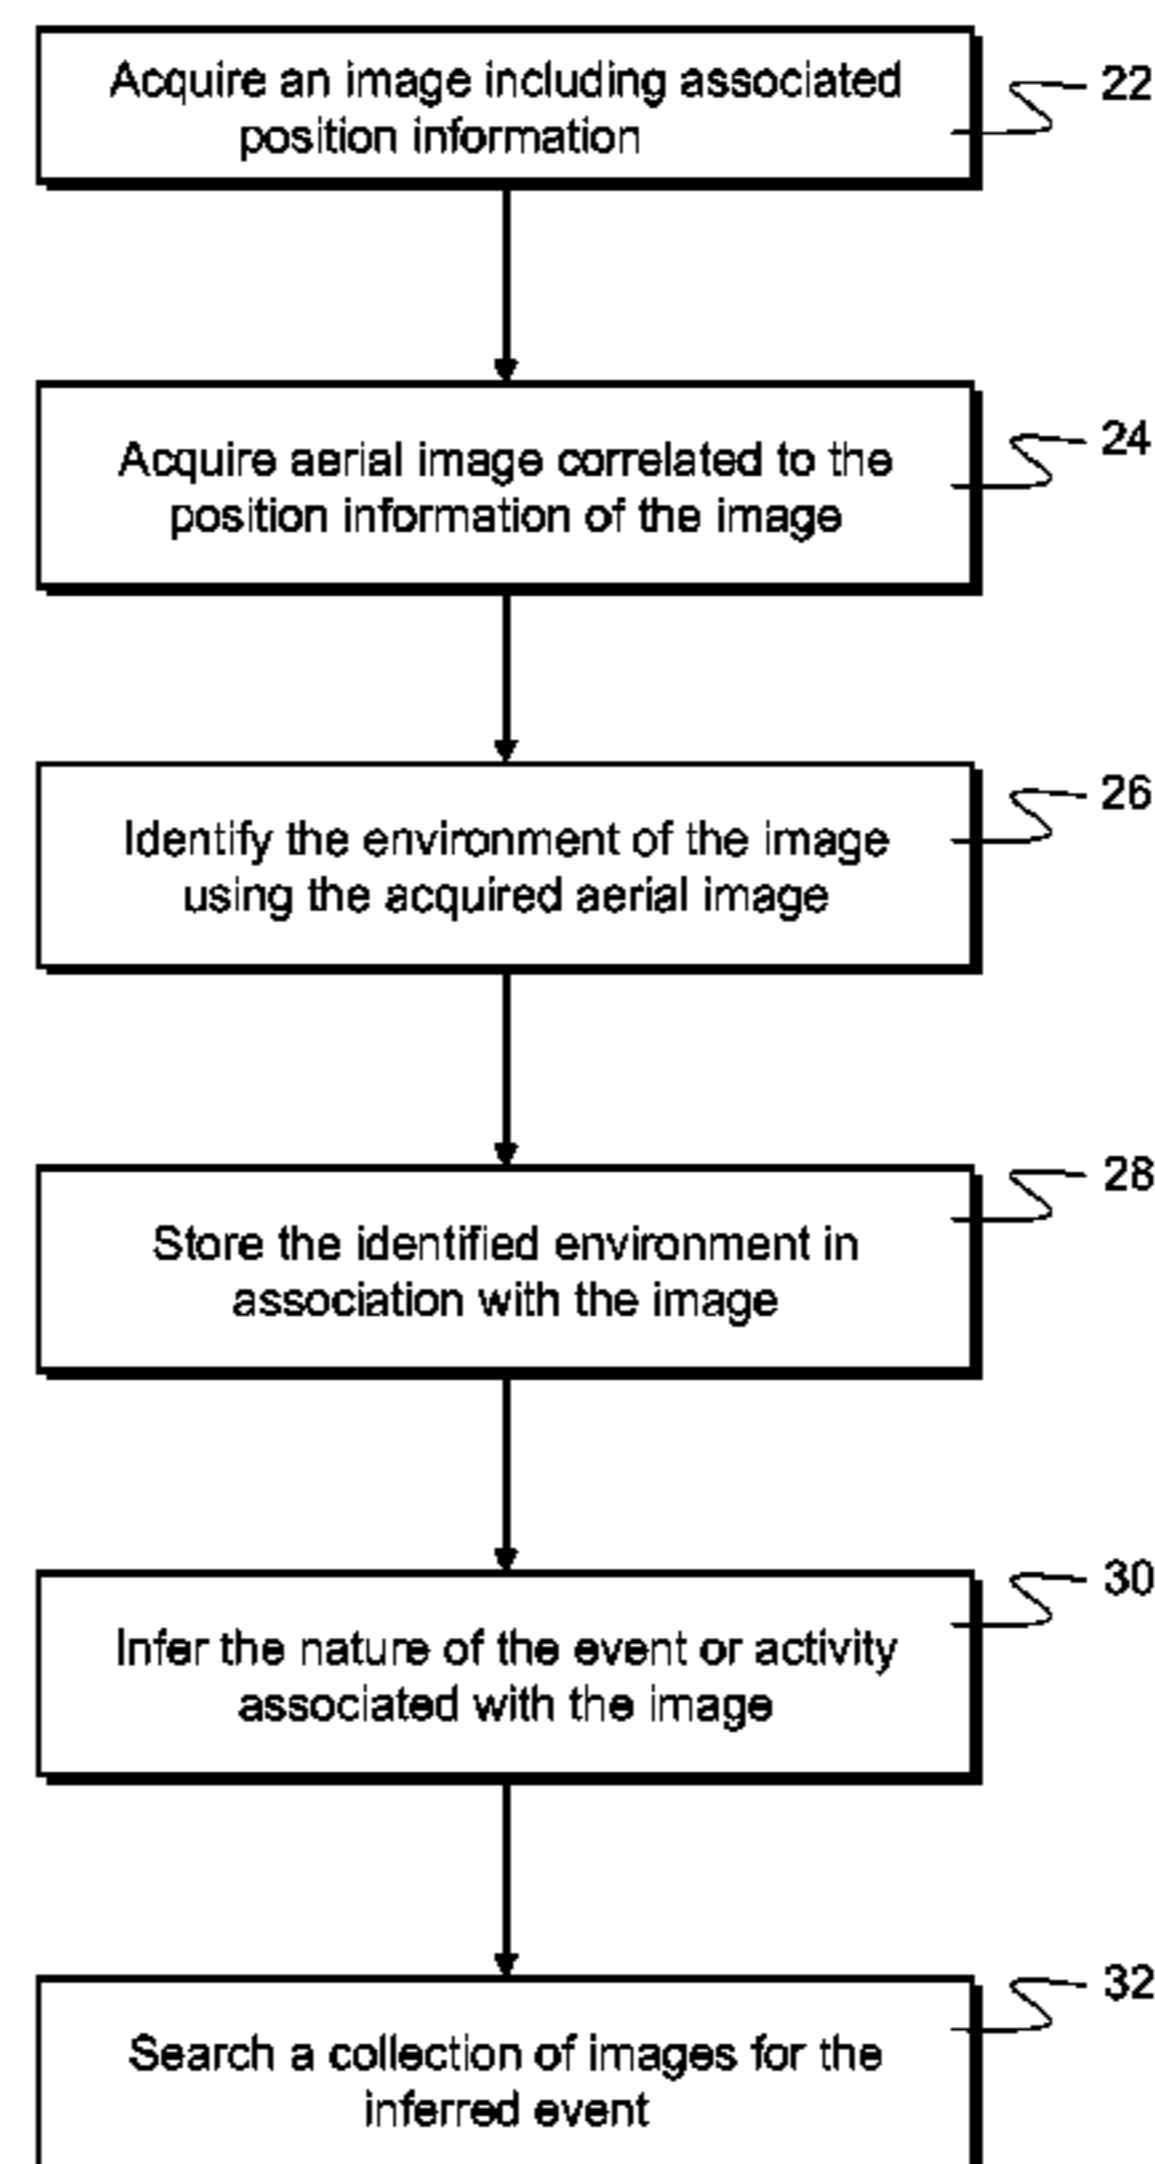 Acquire an image including associated
position information
22
Acquire aerial image correlated to the
position information of the image
24
Identify the environment of the image
using the acquired aerial image
26
Store the identified environment in
association with the image
28
Infer the nature of the event or activity
associated with the image
30
Search a collection of images for the
inferred event
32